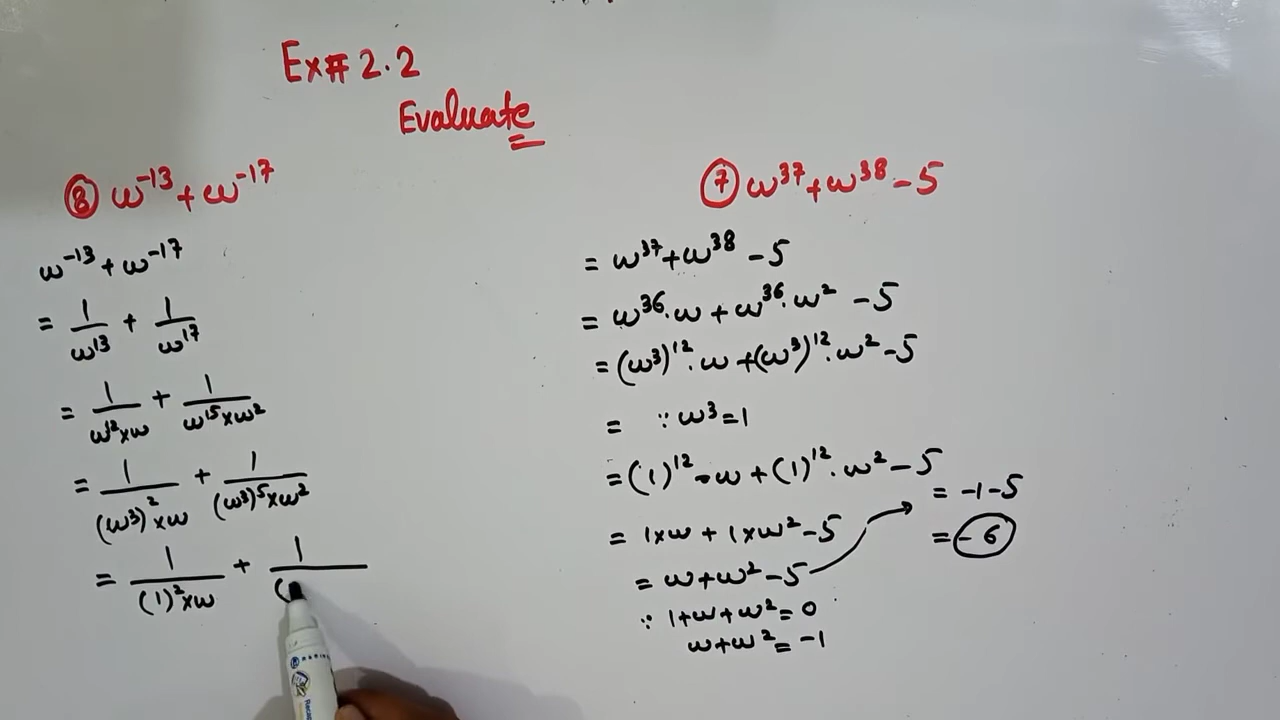 Ex# 2.2
Evaluate
⑧ ω⁻¹³ + ω⁻¹⁷
ω⁻¹³ + ω⁻¹⁷
= 1/ω¹³ + 1/ω¹⁷
= 1/(ω² × ω) + 1/(ω¹⁵ × ω²)
= 1/((ω³)² × ω) + 1/((ω³)⁵ × ω²)
= 1/((1)² × ω) + 1/(
⑦ ω³⁷ + ω³⁸ - 5
= ω³⁷ + ω³⁸ - 5
= ω³⁶ · ω + ω³⁶ · ω² - 5
= (ω³)¹² · ω + (ω³)¹² · ω² - 5
= ∵ ω³ = 1
= (1)¹² · ω + (1)¹² · ω² - 5
= 1 × ω + 1 × ω² - 5
= ω + ω² - 5
∵ 1 + ω + ω² = 0
ω + ω² = -1
= -1 - 5
= -6